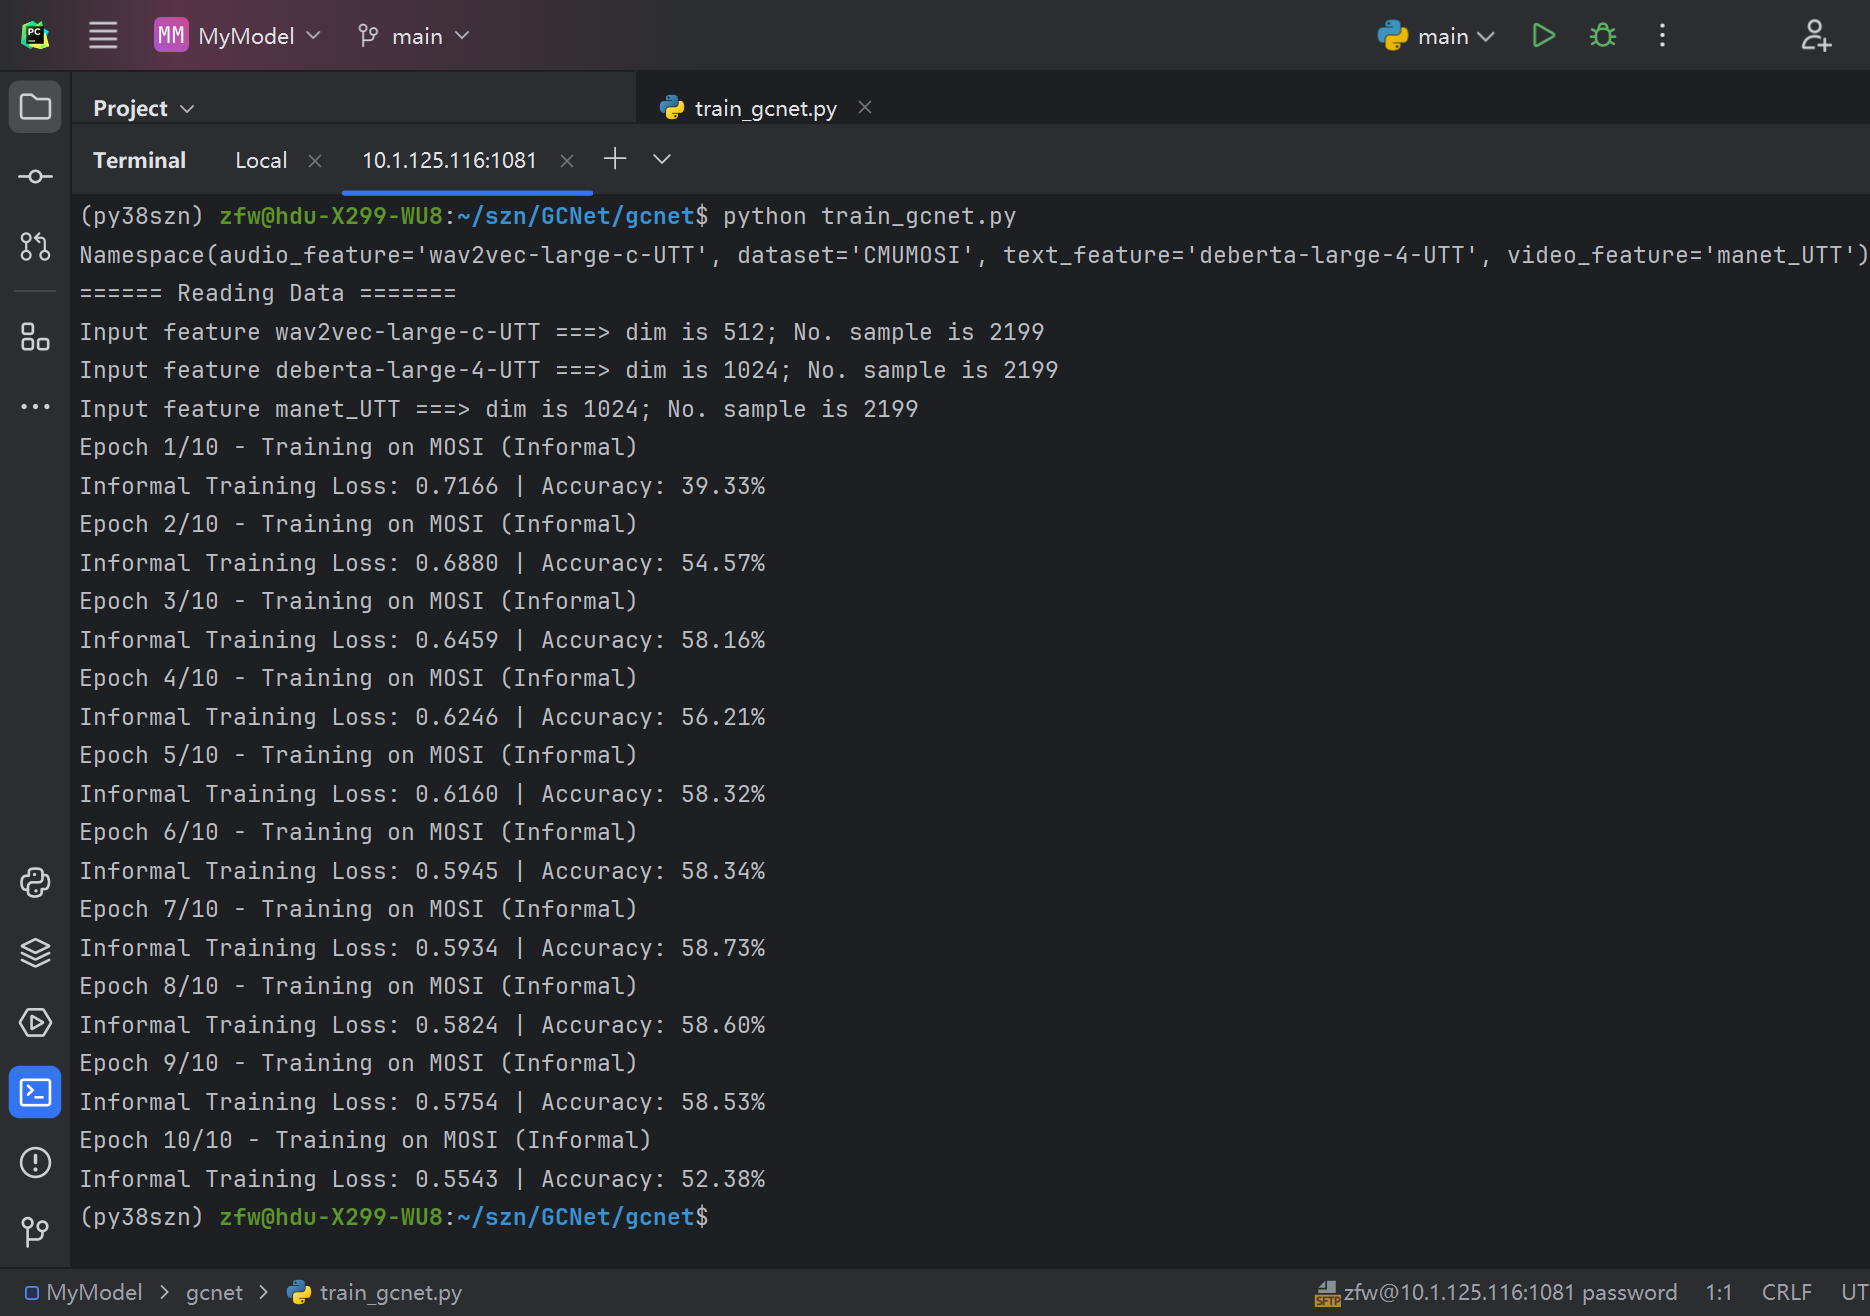 PC
MM MyModel main main
Project train_gcnet.py
Terminal Local 10.1.125.116:1081
(py38szn) zfw@hdu-X299-WU8:~/szn/GCNet/gcnet$ python train_gcnet.py
Namespace(audio_feature='wav2vec-large-c-UTT', dataset='CMUMOSI', text_feature='deberta-large-4-UTT', video_feature='manet_UTT')
====== Reading Data =======
Input feature wav2vec-large-c-UTT ===> dim is 512; No. sample is 2199
Input feature deberta-large-4-UTT ===> dim is 1024; No. sample is 2199
Input feature manet_UTT ===> dim is 1024; No. sample is 2199
Epoch 1/10 - Training on MOSI (Informal)
Informal Training Loss: 0.7166 | Accuracy: 39.33%
Epoch 2/10 - Training on MOSI (Informal)
Informal Training Loss: 0.6880 | Accuracy: 54.57%
Epoch 3/10 - Training on MOSI (Informal)
Informal Training Loss: 0.6459 | Accuracy: 58.16%
Epoch 4/10 - Training on MOSI (Informal)
Informal Training Loss: 0.6246 | Accuracy: 56.21%
Epoch 5/10 - Training on MOSI (Informal)
Informal Training Loss: 0.6160 | Accuracy: 58.32%
Epoch 6/10 - Training on MOSI (Informal)
Informal Training Loss: 0.5945 | Accuracy: 58.34%
Epoch 7/10 - Training on MOSI (Informal)
Informal Training Loss: 0.5934 | Accuracy: 58.73%
Epoch 8/10 - Training on MOSI (Informal)
Informal Training Loss: 0.5824 | Accuracy: 58.60%
Epoch 9/10 - Training on MOSI (Informal)
Informal Training Loss: 0.5754 | Accuracy: 58.53%
Epoch 10/10 - Training on MOSI (Informal)
Informal Training Loss: 0.5543 | Accuracy: 52.38%
(py38szn) zfw@hdu-X299-WU8:~/szn/GCNet/gcnet$
MyModel > gcnet > train_gcnet.py SFTP zfw@10.1.125.116:1081 password 1:1 CRLF UT